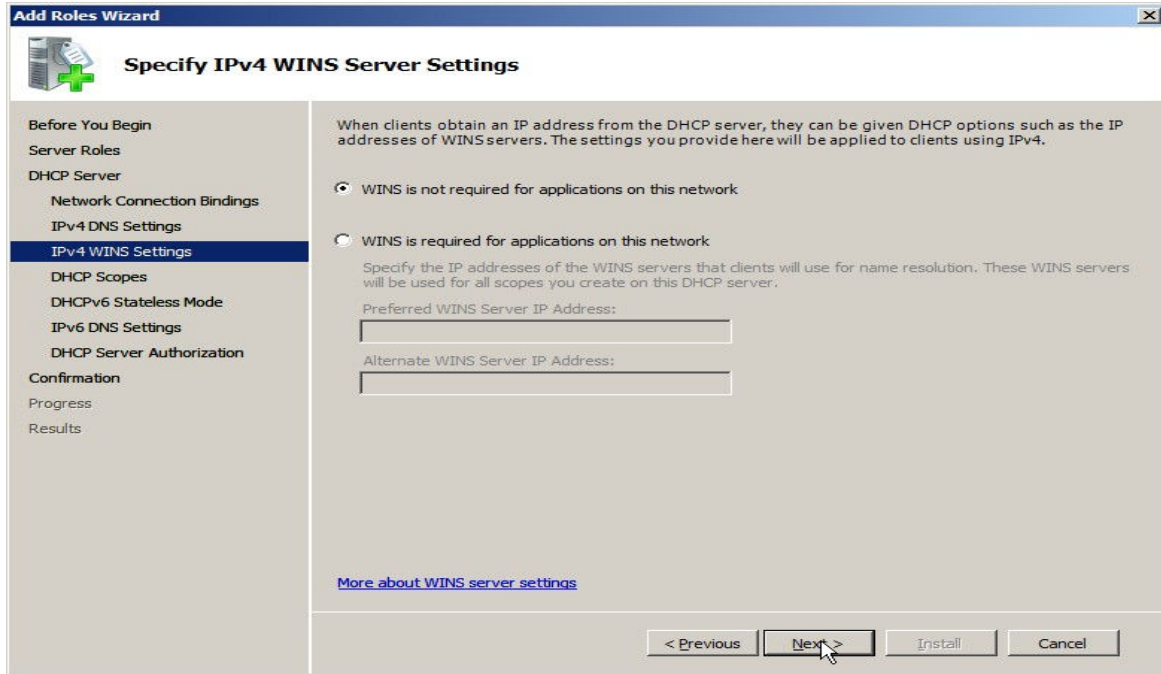 Add Roles Wizard
Specify IPv4 WINS Server Settings
Before You Begin
Server Roles
DHCP Server
Network Connection Bindings
IPv4 DNS Settings
IPv4 WINS Settings
DHCP Scopes
DHCPv6 Stateless Mode
IPv6 DNS Settings
DHCP Server Authorization
Confirmation
Progress
Results
When clients obtain an IP address from the DHCP server, they can be given DHCP options such as the IP
addresses of WINS servers. The settings you provide here will be applied to clients using IPv4.
WINS is not required for applications on this network
WINS is required for applications on this network
Specify the IP addresses of the WINS servers that clients will use for name resolution. These WINS servers
will be used for all scopes you create on this DHCP server.
Preferred WINS Server IP Address:
Alternate WINS Server IP Address:
More about WINS server settings
< Previous
Next >
Install
Cancel